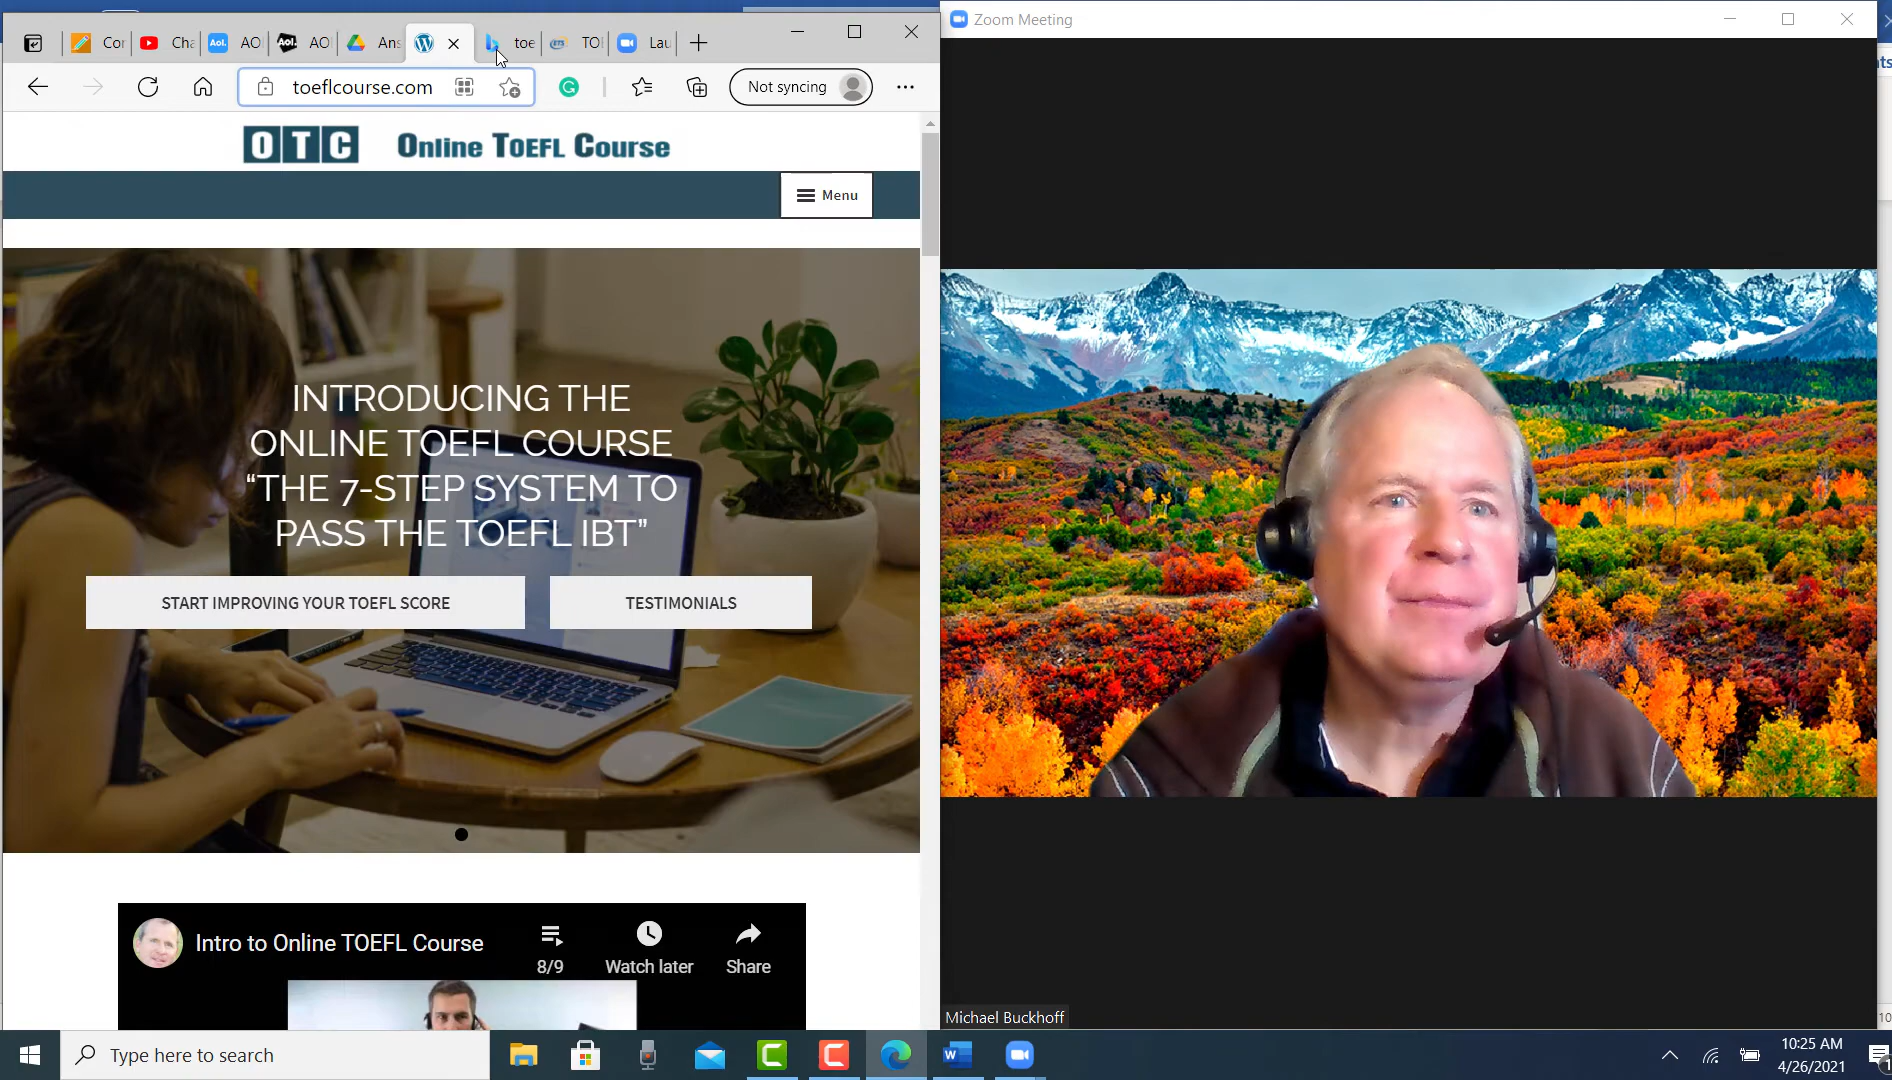 Cor
Cha
AO
AO
Ans
toe
TO
Lau
toeflcourse.com
Not syncing
OTC Online TOEFL Course
Menu
INTRODUCING THE
ONLINE TOEFL COURSE
“THE 7-STEP SYSTEM TO
PASS THE TOEFL IBT”
START IMPROVING YOUR TOEFL SCORE
TESTIMONIALS
Intro to Online TOEFL Course
8/9
Watch later
Share
Zoom Meeting
Michael Buckhoff
Type here to search
10:25 AM
4/26/2021